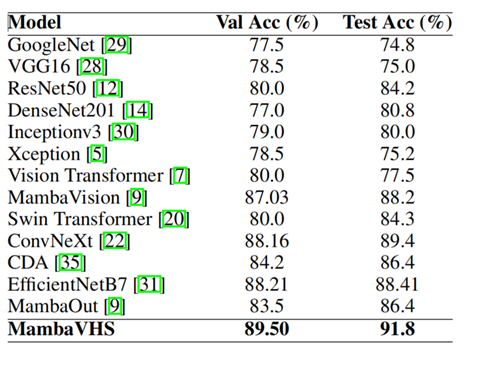 Model Val Acc (%) Test Acc (%)
GoogleNet [29] 77.5 74.8
VGG16 [28] 78.5 75.0
ResNet50 [12] 80.0 84.2
DenseNet201 [14] 77.0 80.8
Inceptionv3 [30] 79.0 80.0
Xception [5] 78.5 75.2
Vision Transformer [7] 80.0 77.5
MambaVision [9] 87.03 88.2
Swin Transformer [20] 80.0 84.3
ConvNeXt [22] 88.16 89.4
CDA [35] 84.2 86.4
EfficientNetB7 [31] 88.21 88.41
MambaOut [9] 83.5 86.4
MambaVHS 89.50 91.8